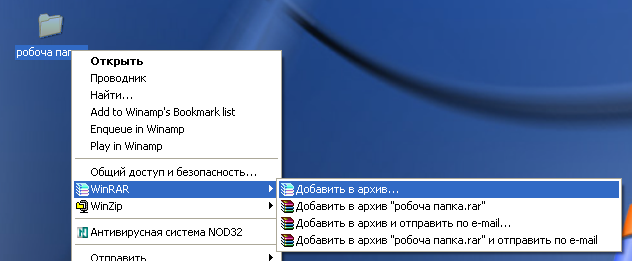 робоча пап
Открыть
Проводник
Найти...
Add to Winamp's Bookmark list
Enqueue in Winamp
Play in Winamp
Общий доступ и безопасность...
WinRAR
Добавить в архив...
WinZip
Добавить в архив "робоча папка.rar"
Добавить в архив и отправить по e-mail...
Антивирусная система NOD32
Добавить в архив "робоча папка.rar" и отправить по e-mail
Отправить